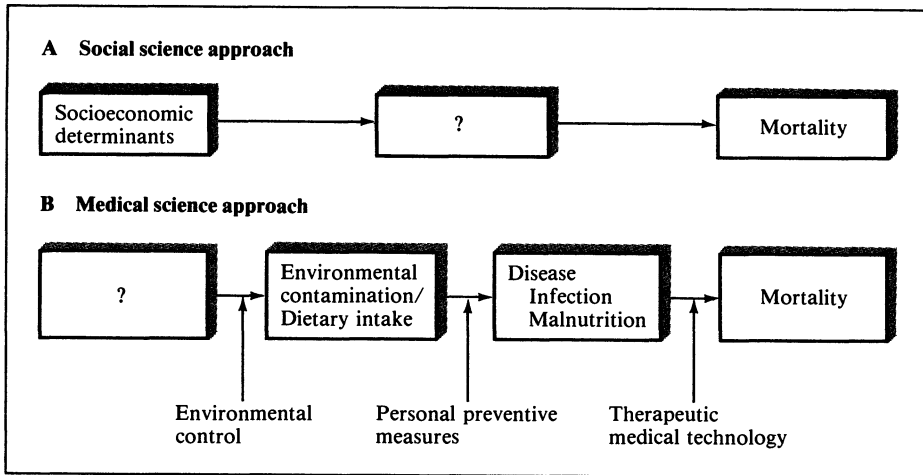 A Social science approach
Socioeconomic
determinants
?
Mortality
B Medical science approach
?
Environmental
contamination/
Dietary intake
Disease
Infection
Malnutrition
Mortality
Environmental
control
Personal preventive
measures
Therapeutic
medical technology